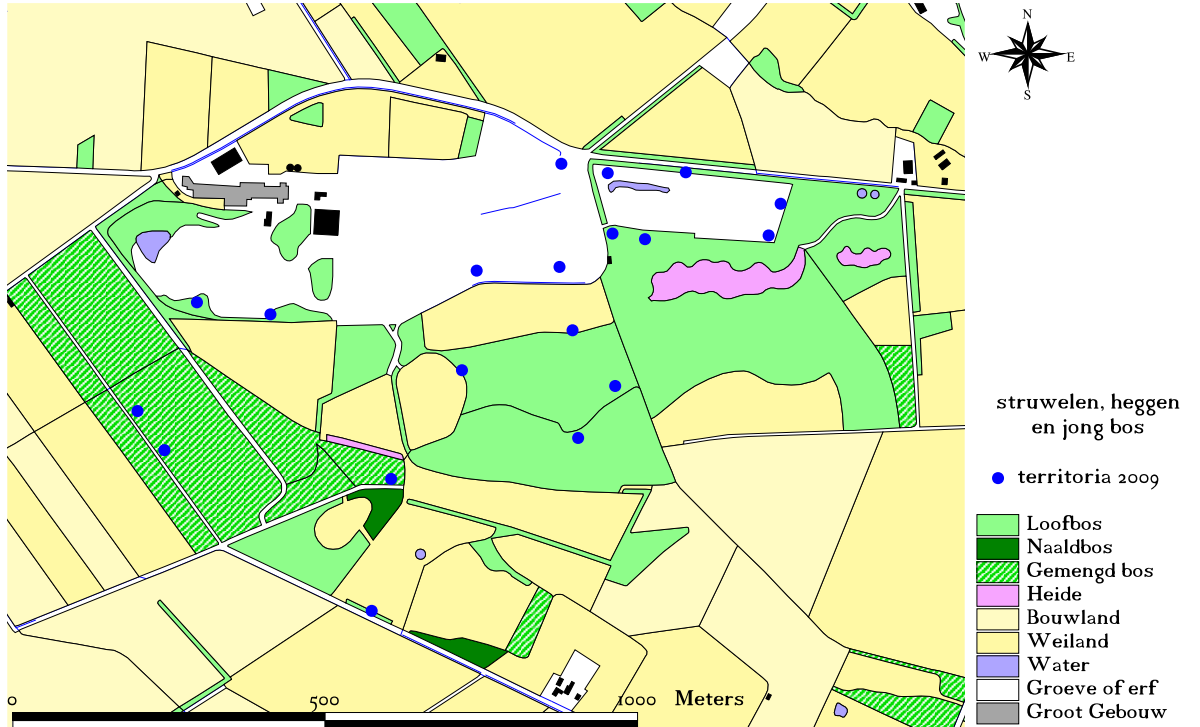 N
W E
S
struwelen, heggen
en jong bos
territoria 2009
Loofbos
Naaldbos
Gemengd bos
Heide
Bouwland
Weiland
Water
Groeve of erf
Groot Gebouw
0 500 1000 Meters